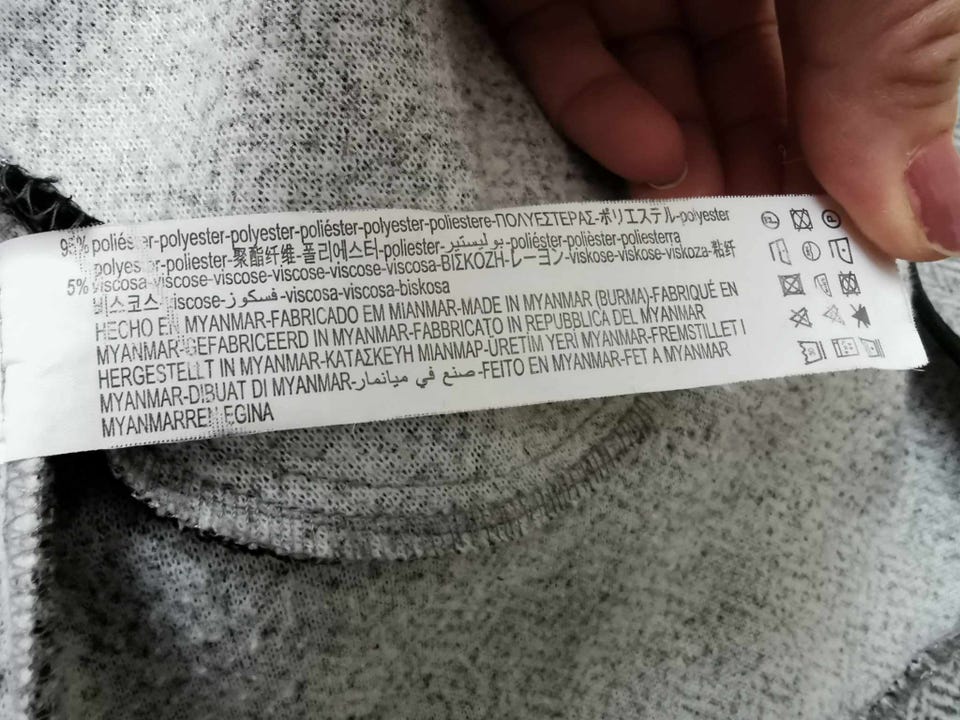 95% poliéster-polyester-polyester-poliéster-polyester-poliestere-ΠΟΛΥΕΣΤΕΡΑΣ-ポリエステル-polyester
polyester-poliester-聚酯纤维-폴리에스터-poliester-بوليستير-polièster-polièster-poliesterra
5% viscosa-viscose-viscose-viscose-viscose-viscosa-ΒΙΣΚΟΖΗ-レーヨン-viskose-viskose-viskoza-粘纤
비스코스-viscose-فسكوز-viscosa-viscosa-biskosa
HECHO EN MYANMAR-FABRICADO EM MIANMAR-MADE IN MYANMAR (BURMA)-FABRIQUÉ EN
MYANMAR-GEFABRICEERD IN MYANMAR-FABBRICATO IN REPUBBLICA DEL MYANMAR
HERGESTELLT IN MYANMAR-ΚΑΤΑΣΚΕΥΗ ΜΙΑΝΜΑΡ-ÜRETİM YERİ MYANMAR-FREMSTILLET I
MYANMAR-DIBUAT DI MYANMAR-صنع في ميانمار-FEITO EN MYANMAR-FET A MYANMAR
MYANMARREN EGINA